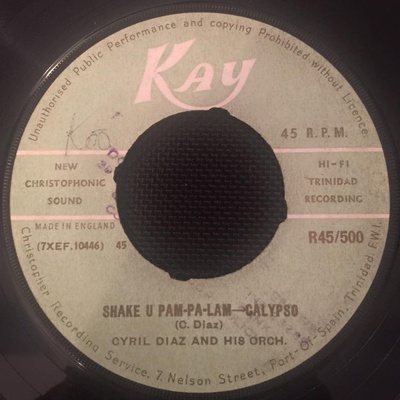 Unauthorised Public Performance and copying Prohibited without Licence.
Kay
45 R.P.M.
NEW
CHRISTOPHONIC
SOUND
HI-FI
TRINIDAD
RECORDING
MADE IN ENGLAND
(7XEF.10446) 45
R45/500
SHAKE U PAM-PA-LAM—CALYPSO
(C. Diaz)
CYRIL DIAZ AND HIS ORCH.
Christopher Recording Service, 7, Nelson Street, Port-Of-Spain, Trinidad, B.W.I.